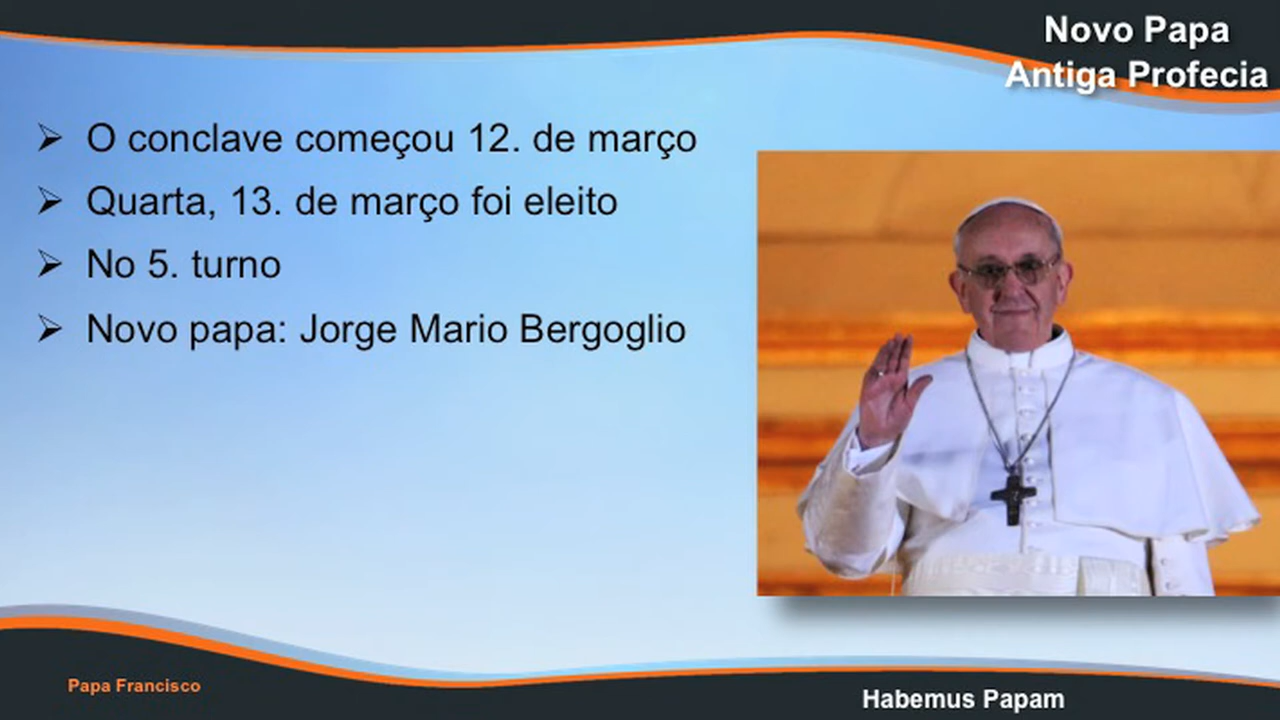 Novo Papa
Antiga Profecia
➢ O conclave começou 12. de março
➢ Quarta, 13. de março foi eleito
➢ No 5. turno
➢ Novo papa: Jorge Mario Bergoglio
Papa Francisco
Habemus Papam